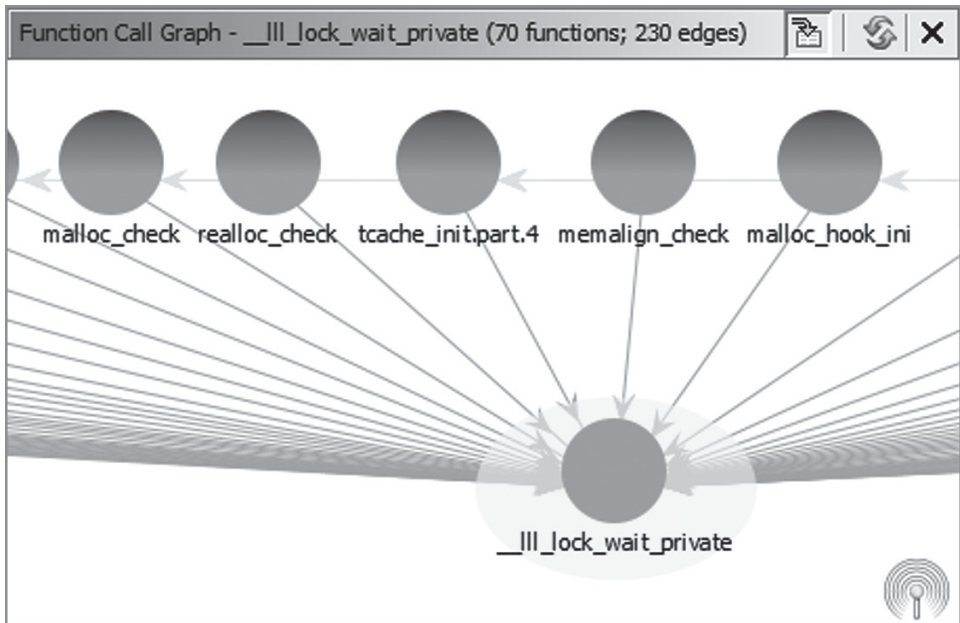 Function Call Graph - __lll_lock_wait_private (70 functions; 230 edges)
malloc_check realloc_check tcache_init.part.4 memalign_check malloc_hook_ini
__lll_lock_wait_private